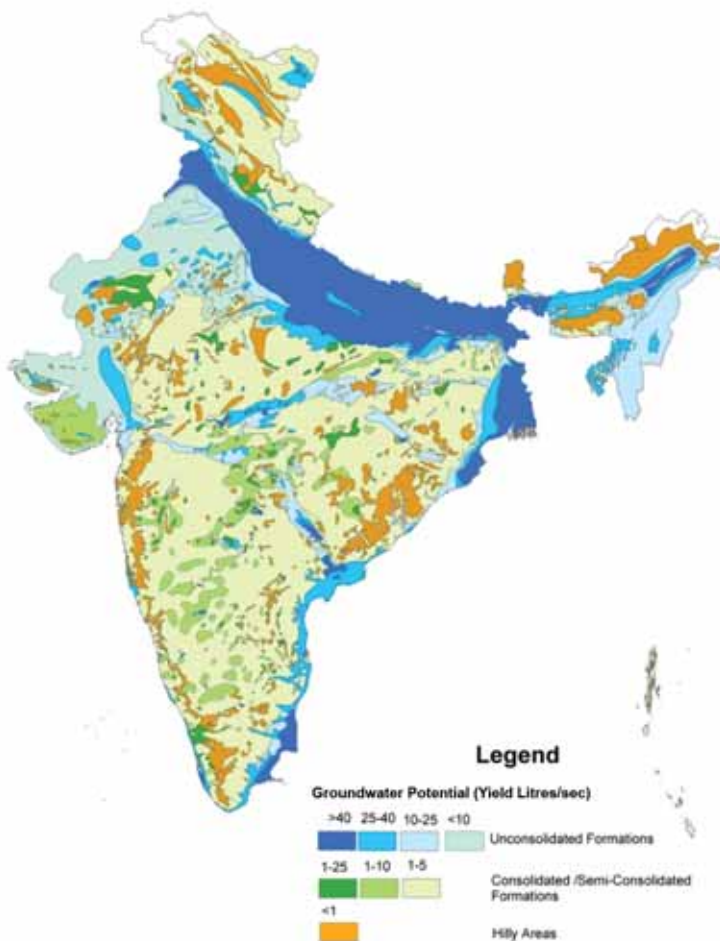 Legend
Groundwater Potential (Yield Litres/sec)
>40 25-40 10-25 <10
Unconsolidated Formations
1-25 1-10 1-5
Consolidated /Semi-Consolidated
Formations
<1
Hilly Areas